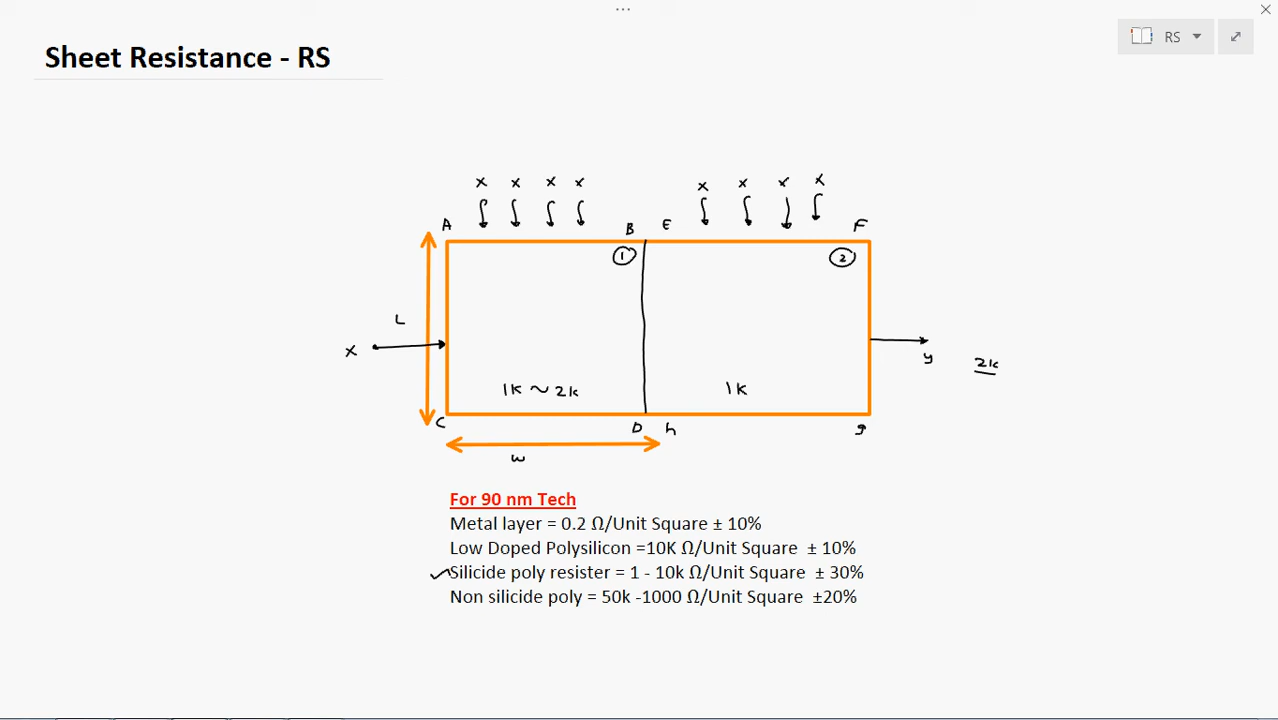 Sheet Resistance - RS
RS
x x x x x x x x
A B E F
1 2
L
x
y
2k
1K ~ 2k 1K
C D h g
w
For 90 nm Tech
Metal layer = 0.2 Ω/Unit Square ± 10%
Low Doped Polysilicon =10K Ω/Unit Square ± 10%
Silicide poly resister = 1 - 10k Ω/Unit Square ± 30%
Non silicide poly = 50k -1000 Ω/Unit Square ±20%